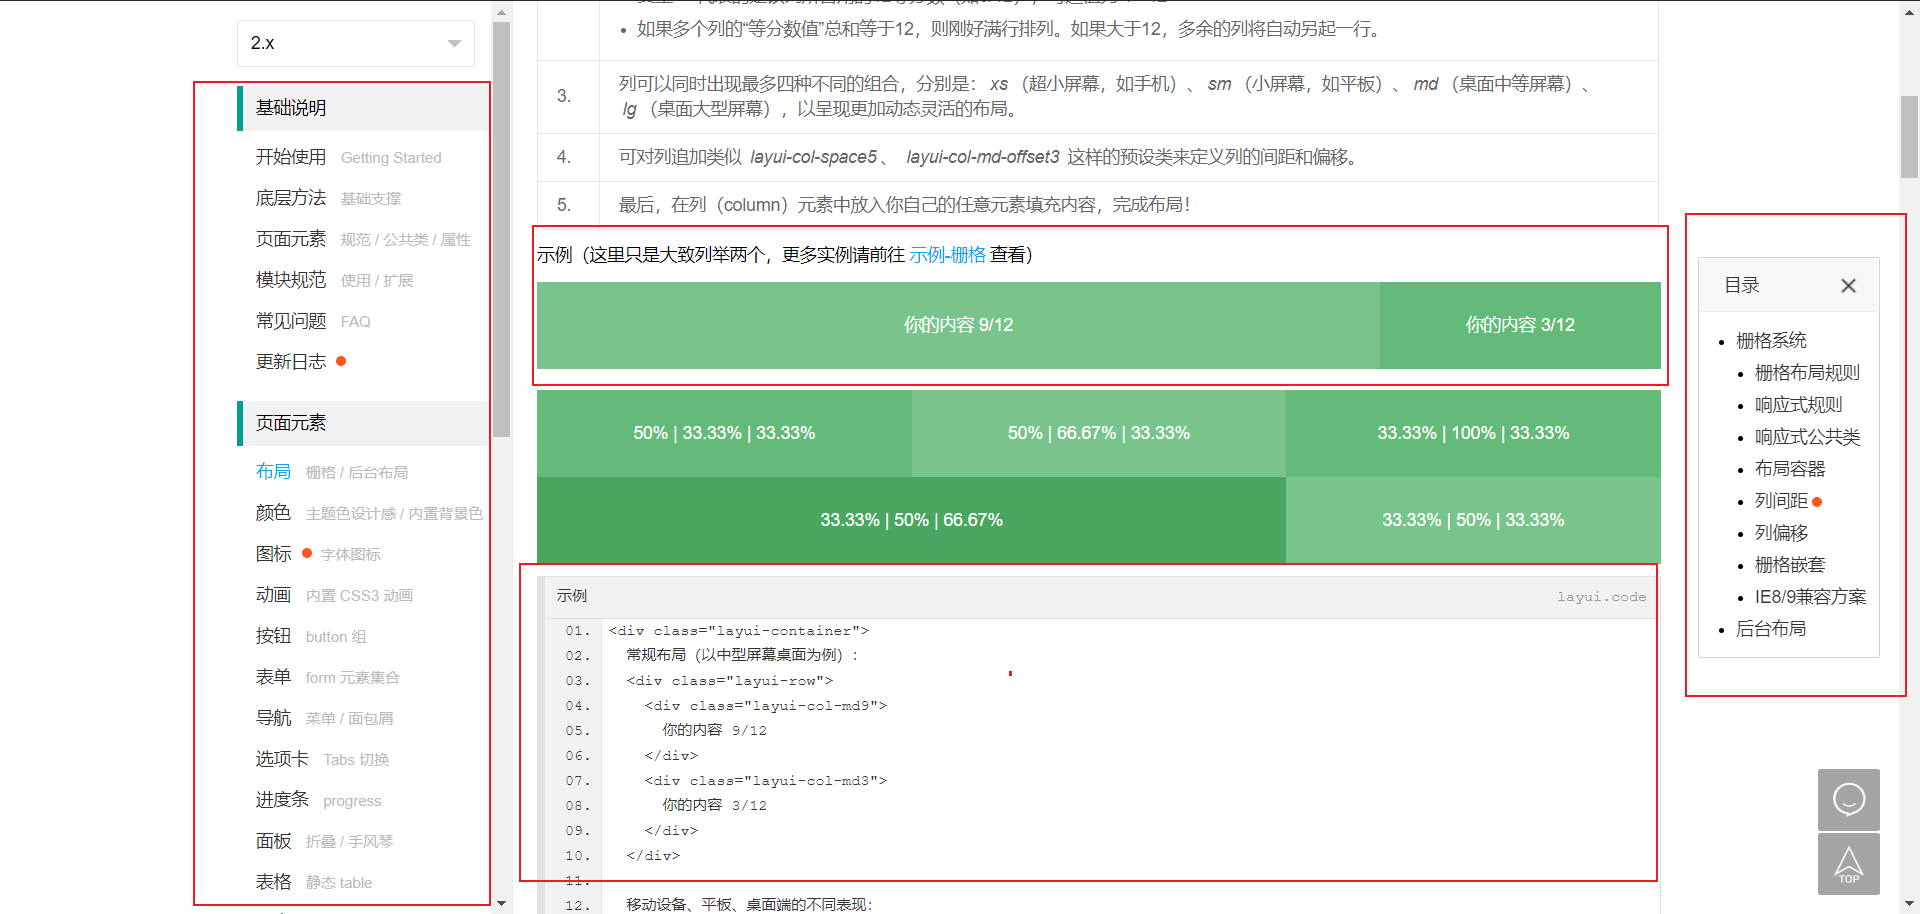 2.x
基础说明
开始使用 Getting Started
底层方法 基础支撑
页面元素 规范 / 公共类 / 属性
模块规范 使用 / 扩展
常见问题 FAQ
更新日志
页面元素
布局 栅格 / 后台布局
颜色 主题色设计感 / 内置背景色
图标 字体图标
动画 内置 CSS3 动画
按钮 button 组
表单 form 元素集合
导航 菜单 / 面包屑
选项卡 Tabs 切换
进度条 progress
面板 折叠 / 手风琴
表格 静态 table
如果多个列的“等分数值”总和等于12，则刚好满行排列。如果大于12，多余的列将自动另起一行。
3. 列可以同时出现最多四种不同的组合，分别是：xs（超小屏幕，如手机）、sm（小屏幕，如平板）、md（桌面中等屏幕）、
lg（桌面大型屏幕），以呈现更加动态灵活的布局。
4. 可对列追加类似 layui-col-space5、 layui-col-md-offset3 这样的预设类来定义列的间距和偏移。
5. 最后，在列（column）元素中放入你自己的任意元素填充内容，完成布局！
示例（这里只是大致列举两个，更多实例请前往 示例-栅格 查看）
你的内容 9/12
你的内容 3/12
50% | 33.33% | 33.33%
50% | 66.67% | 33.33%
33.33% | 100% | 33.33%
33.33% | 50% | 66.67%
33.33% | 50% | 33.33%
示例
layui.code
01. <div class="layui-container">
02. 常规布局（以中型屏幕桌面为例）：
03. <div class="layui-row">
04. <div class="layui-col-md9">
05. 你的内容 9/12
06. </div>
07. <div class="layui-col-md3">
08. 你的内容 3/12
09. </div>
10. </div>
11.
12. 移动设备、平板、桌面端的不同表现：
目录
栅格系统
栅格布局规则
响应式规则
响应式公共类
布局容器
列间距
列偏移
栅格嵌套
IE8/9兼容方案
后台布局
TOP